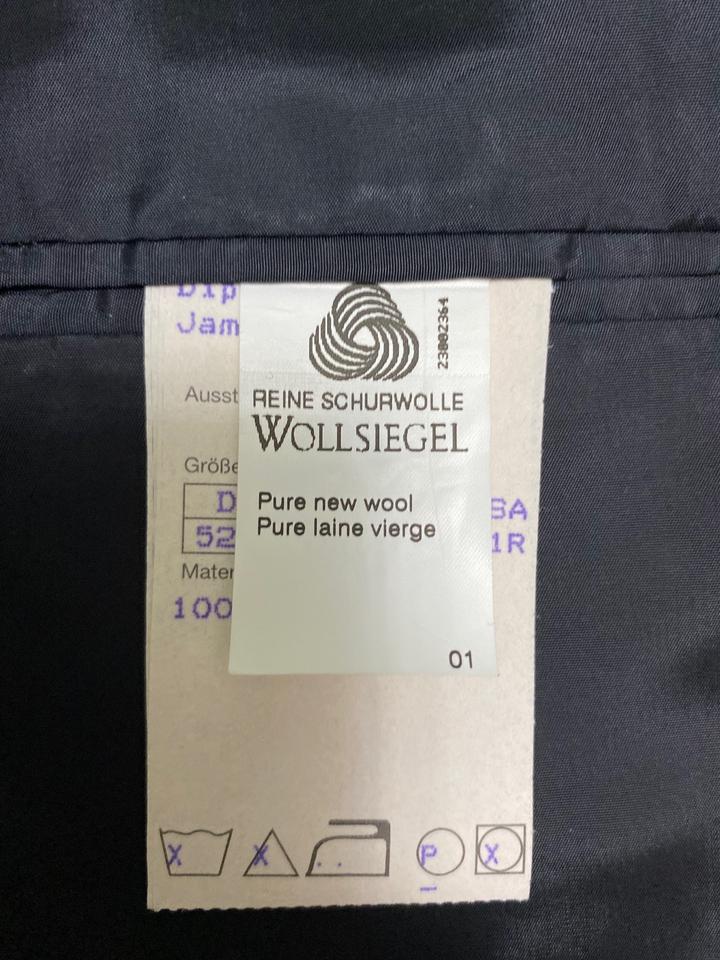 Dip
Jam
23802364
REINE SCHURWOLLE
WOLLSIEGEL
Ausst
Größe
Pure new wool
D
SA
Pure laine vierge
52
1R
Mater
100
01
X
X
P
X